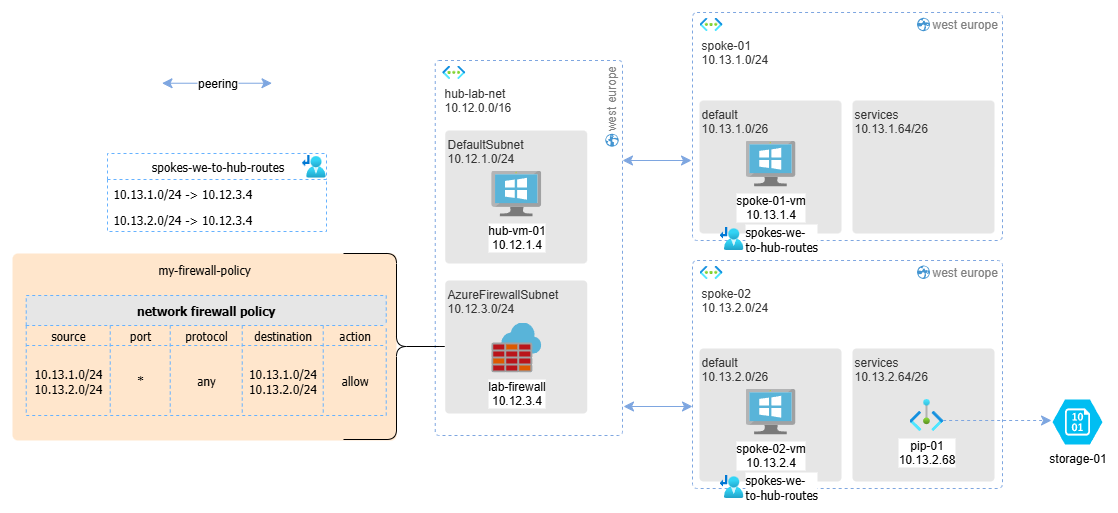 peering
spokes-we-to-hub-routes
10.13.1.0/24 -> 10.12.3.4
10.13.2.0/24 -> 10.12.3.4
my-firewall-policy
network firewall policy
source port protocol destination action
10.13.1.0/24
10.13.2.0/24
*
any
10.13.1.0/24
10.13.2.0/24
allow
west europe
hub-lab-net
10.12.0.0/16
DefaultSubnet
10.12.1.0/24
hub-vm-01
10.12.1.4
AzureFirewallSubnet
10.12.3.0/24
lab-firewall
10.12.3.4
west europe
spoke-01
10.13.1.0/24
default
10.13.1.0/26
spoke-01-vm
10.13.1.4
spokes-we-
to-hub-routes
services
10.13.1.64/26
west europe
spoke-02
10.13.2.0/24
default
10.13.2.0/26
spoke-02-vm
10.13.2.4
spokes-we-
to-hub-routes
services
10.13.2.64/26
pip-01
10.13.2.68
10
01
storage-01